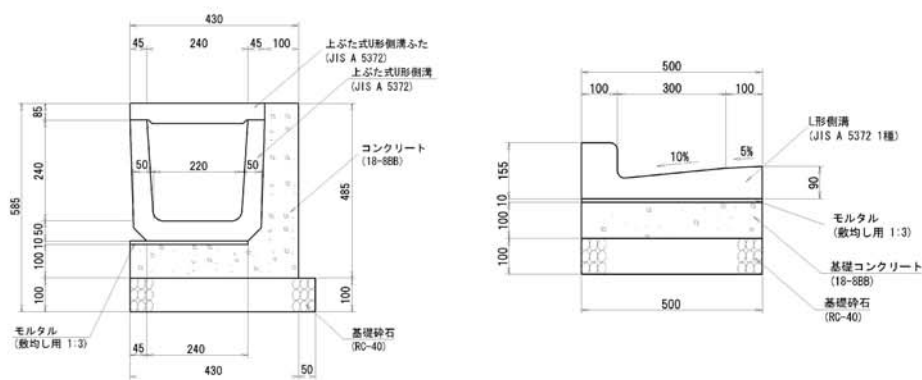 430
45
240
45
100
上ぶた式U形側溝ふた
(JIS A 5372)
上ぶた式U形側溝
(JIS A 5372)
85
50
220
50
コンクリート
(18-8BB)
240
585
485
50
10
100
100
100
モルタル
(敷均し用 1:3)
45
240
基礎砕石
(RC-40)
50
430
500
100
300
100
L形側溝
(JIS A 5372 1種)
10%
5%
155
90
10
100
モルタル
(敷均し用 1:3)
100
基礎コンクリート
(18-8BB)
500
基礎砕石
(RC-40)